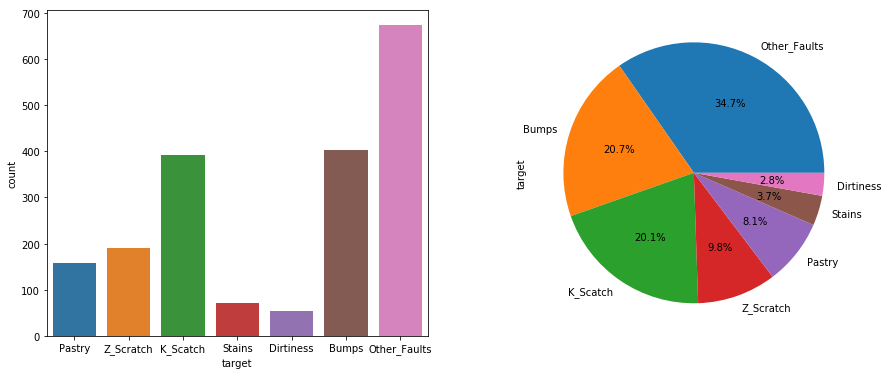 700
600
500
400
300
200
100
0
count
Pastry Z_Scratch K_Scatch Stains Dirtiness Bumps Other_Faults
target
Other_Faults
34.7%
Bumps
20.7%
target
2.8%
Dirtiness
3.7%
Stains
8.1%
Pastry
20.1%
9.8%
K_Scatch
Z_Scratch